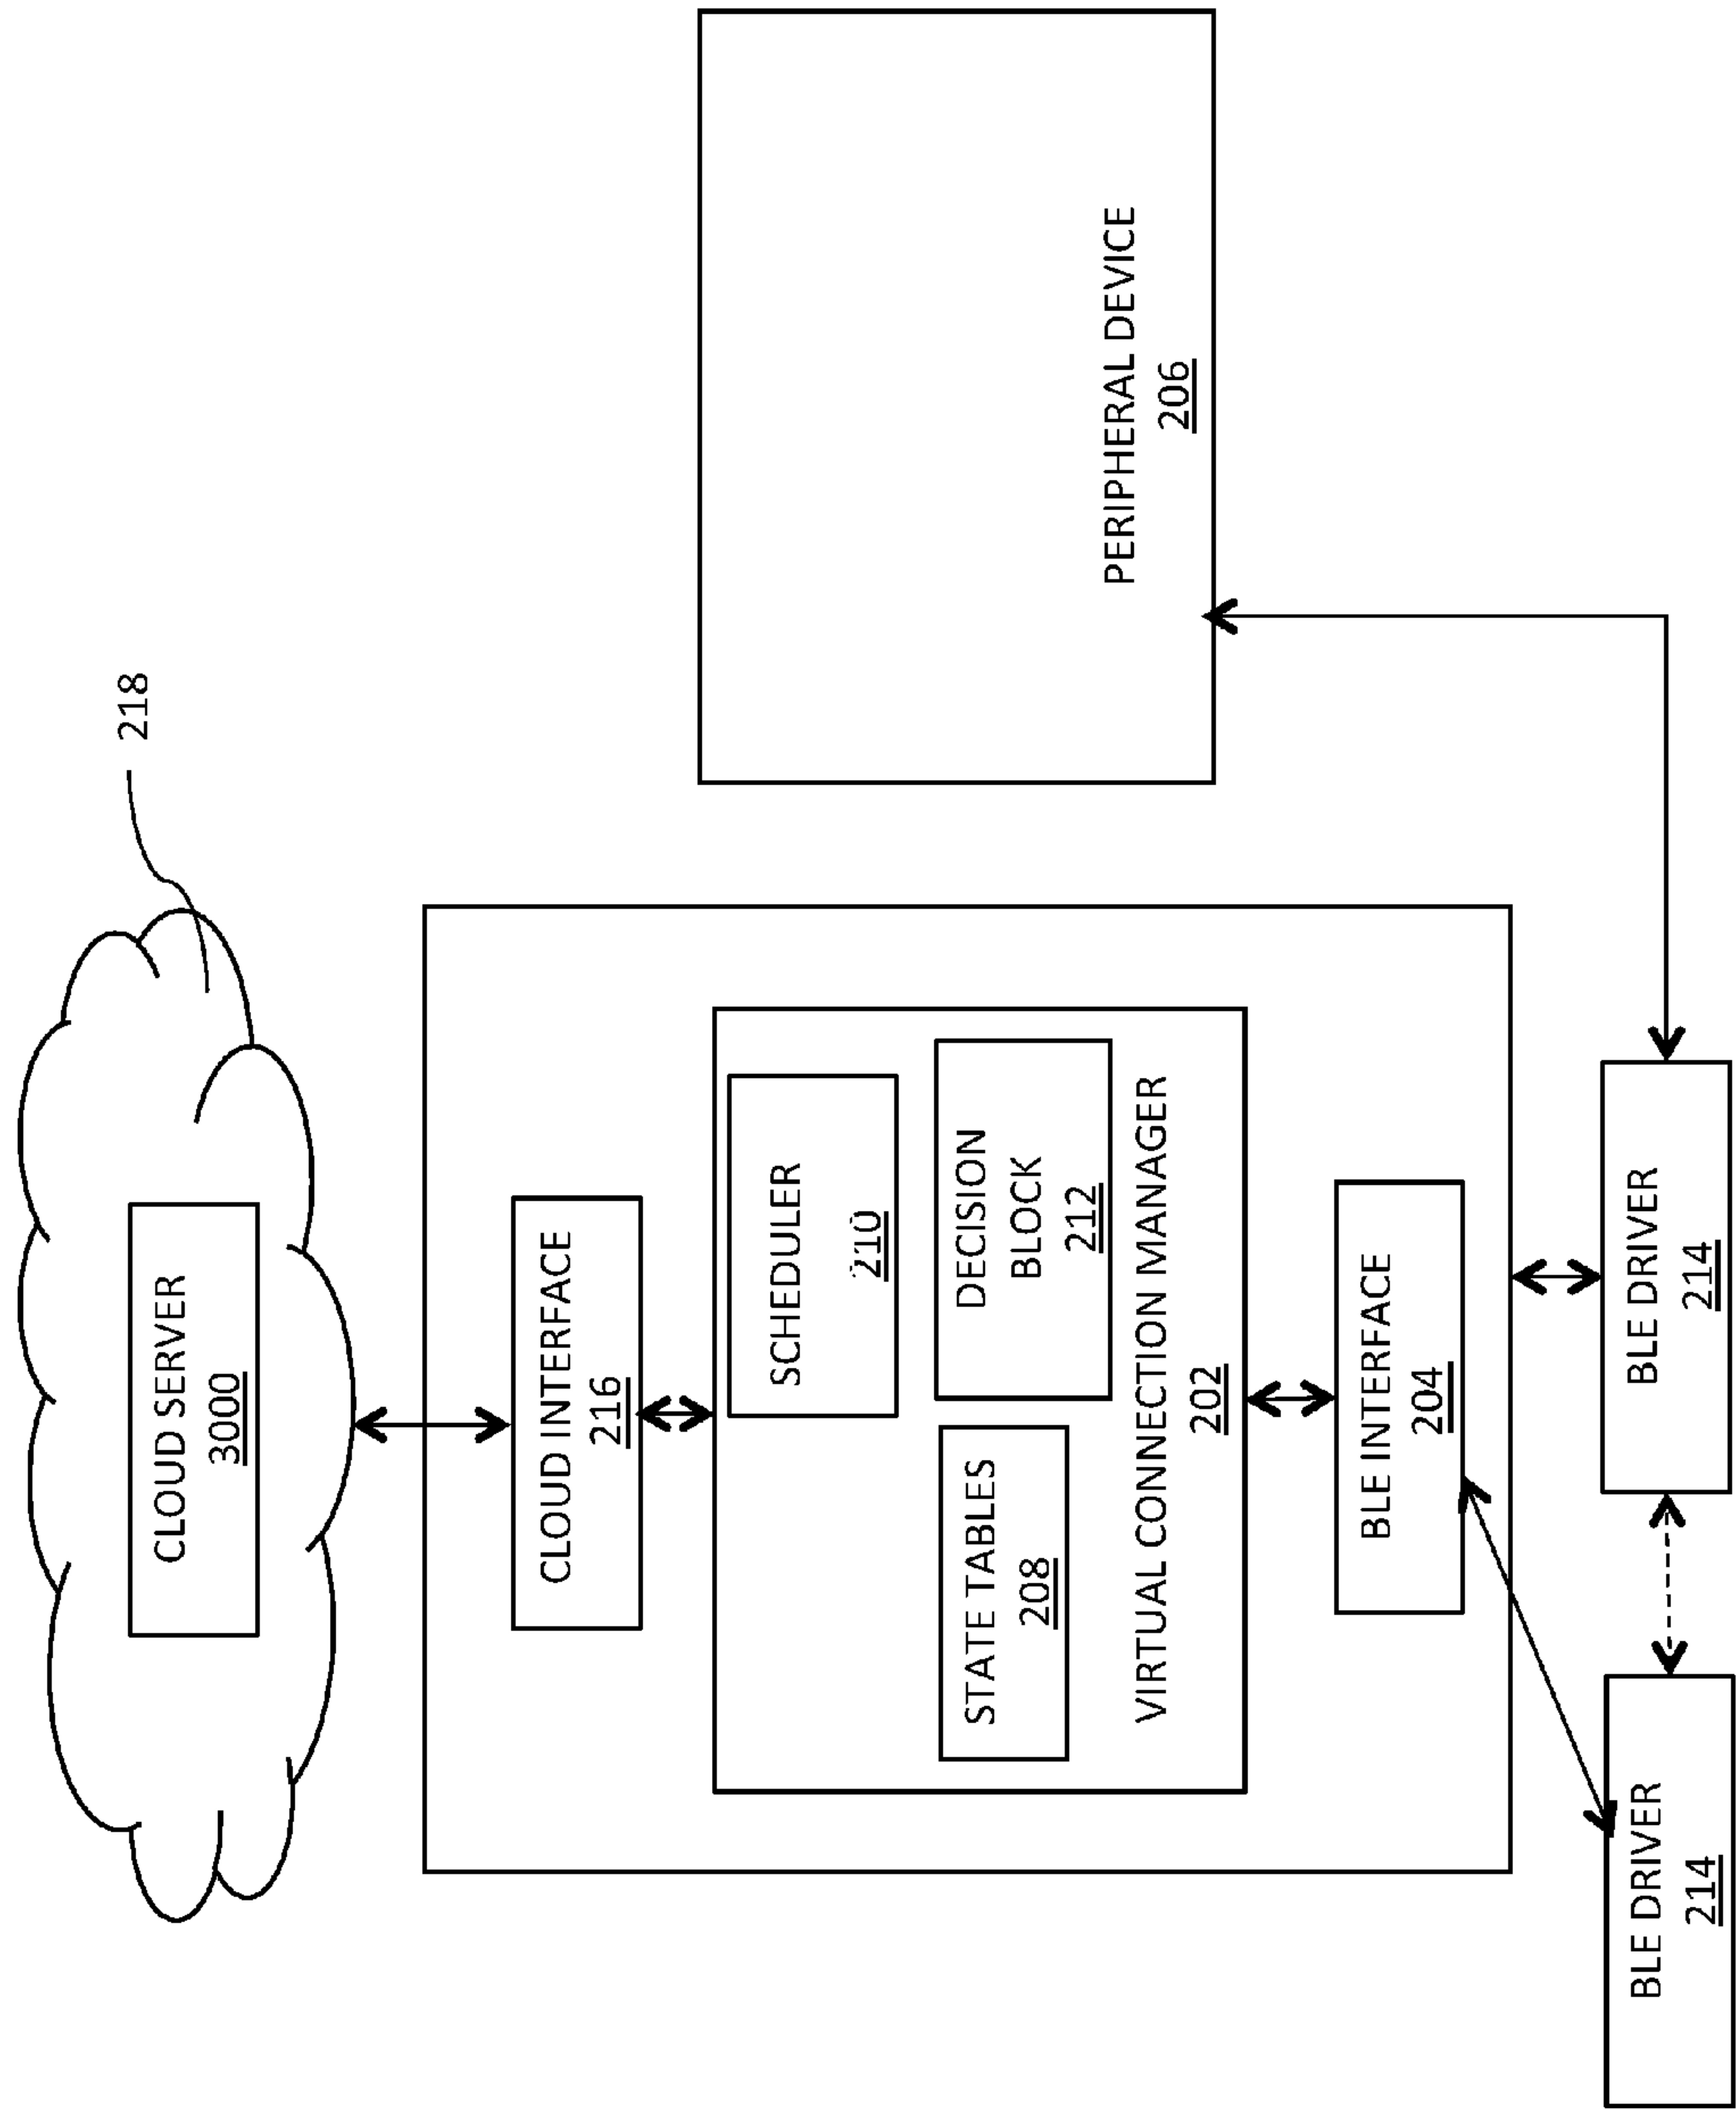 218
CLOUD SERVER
3000
CLOUD INTERFACE
216
SCHEDULER
210
STATE TABLES
208
DECISION
BLOCK
212
VIRTUAL CONNECTION MANAGER
202
BLE INTERFACE
204
PERIPHERAL DEVICE
206
BLE DRIVER
214
BLE DRIVER
214